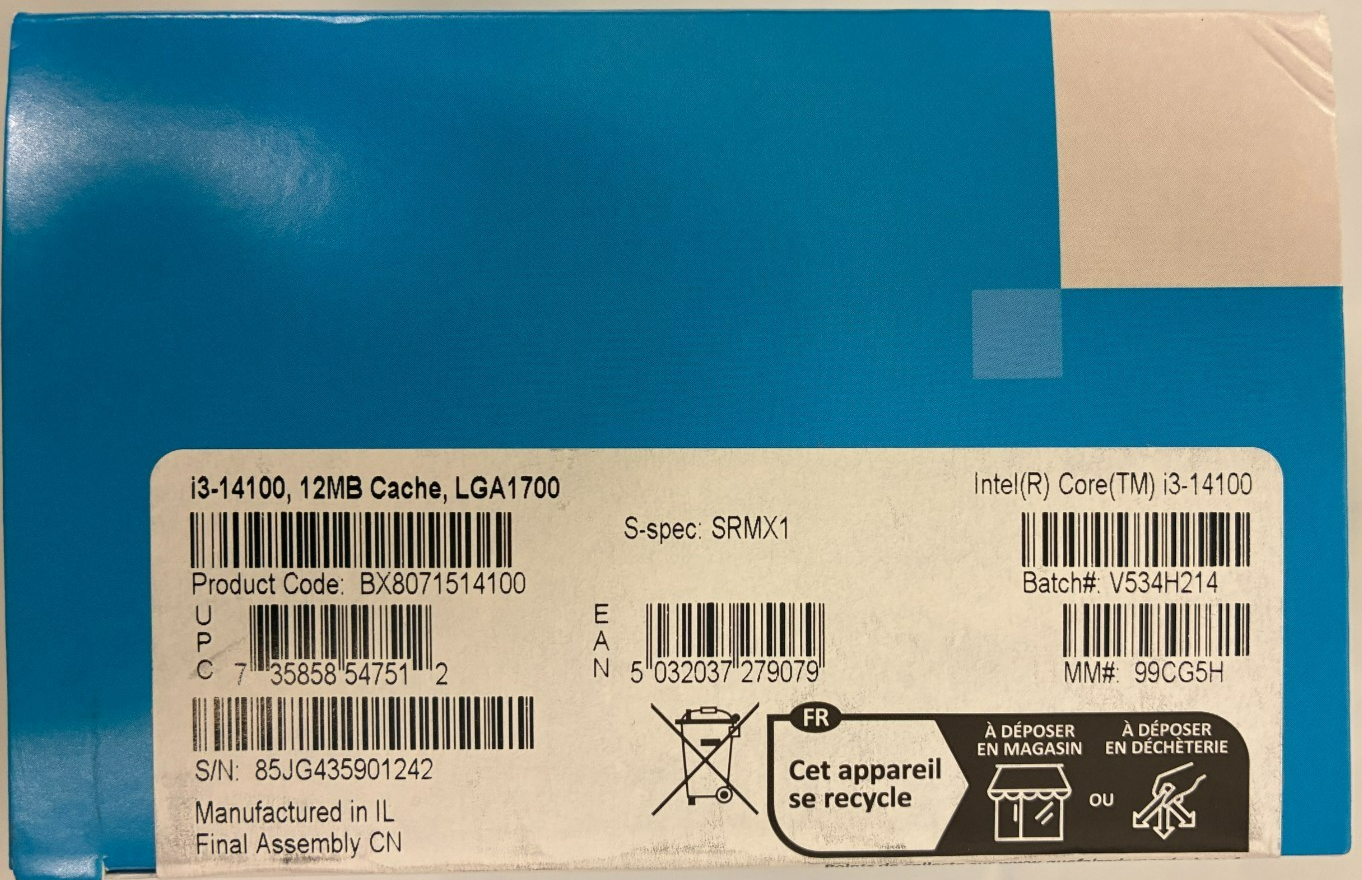 i3-14100, 12MB Cache, LGA1700
Intel(R) Core(TM) i3-14100
S-spec: SRMX1
Product Code: BX8071514100
Batch#: V534H214
UPC
7 35858 54751 2
EAN
5 032037 279079
MM#: 99CG5H
S/N: 85JG435901242
Manufactured in IL
Final Assembly CN
FR
Cet appareil
se recycle
À DÉPOSER
EN MAGASIN
OU
À DÉPOSER
EN DÉCHÈTERIE